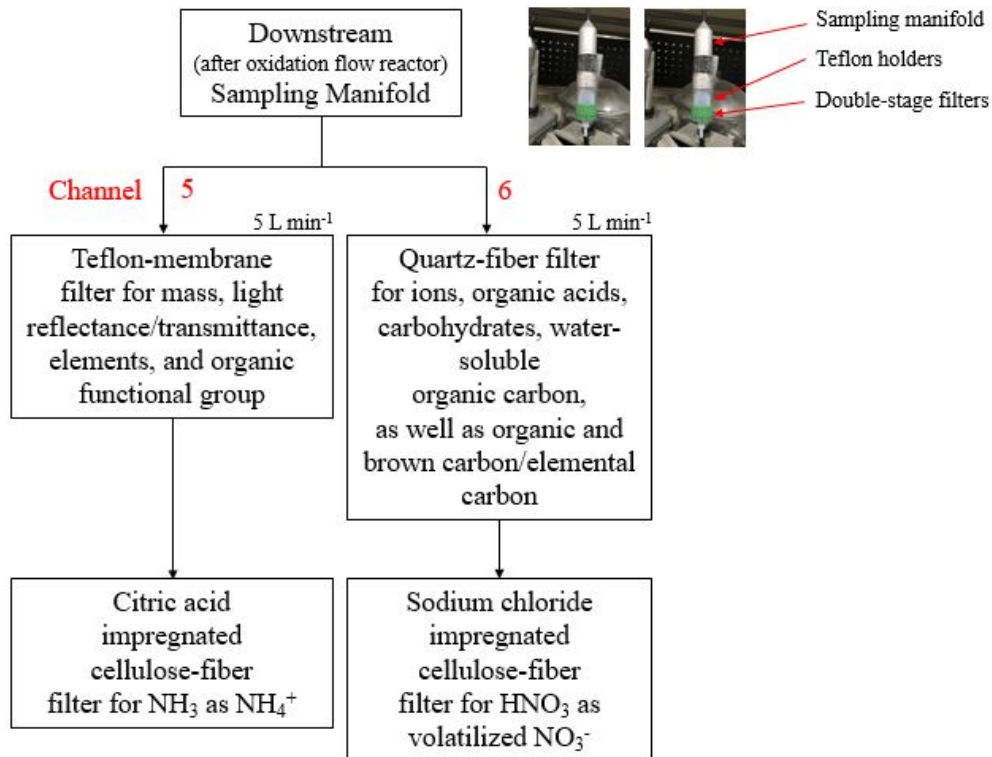 Downstream
(after oxidation flow reactor)
Sampling Manifold
Sampling manifold
Teflon holders
Double-stage filters
Channel 5
6
5 L min⁻¹
5 L min⁻¹
Teflon-membrane
filter for mass, light
reflectance/transmittance,
elements, and organic
functional group
Quartz-fiber filter
for ions, organic acids,
carbohydrates, water-
soluble
organic carbon,
as well as organic and
brown carbon/elemental
carbon
Citric acid
impregnated
cellulose-fiber
filter for NH₃ as NH₄⁺
Sodium chloride
impregnated
cellulose-fiber
filter for HNO₃ as
volatilized NO₃⁻